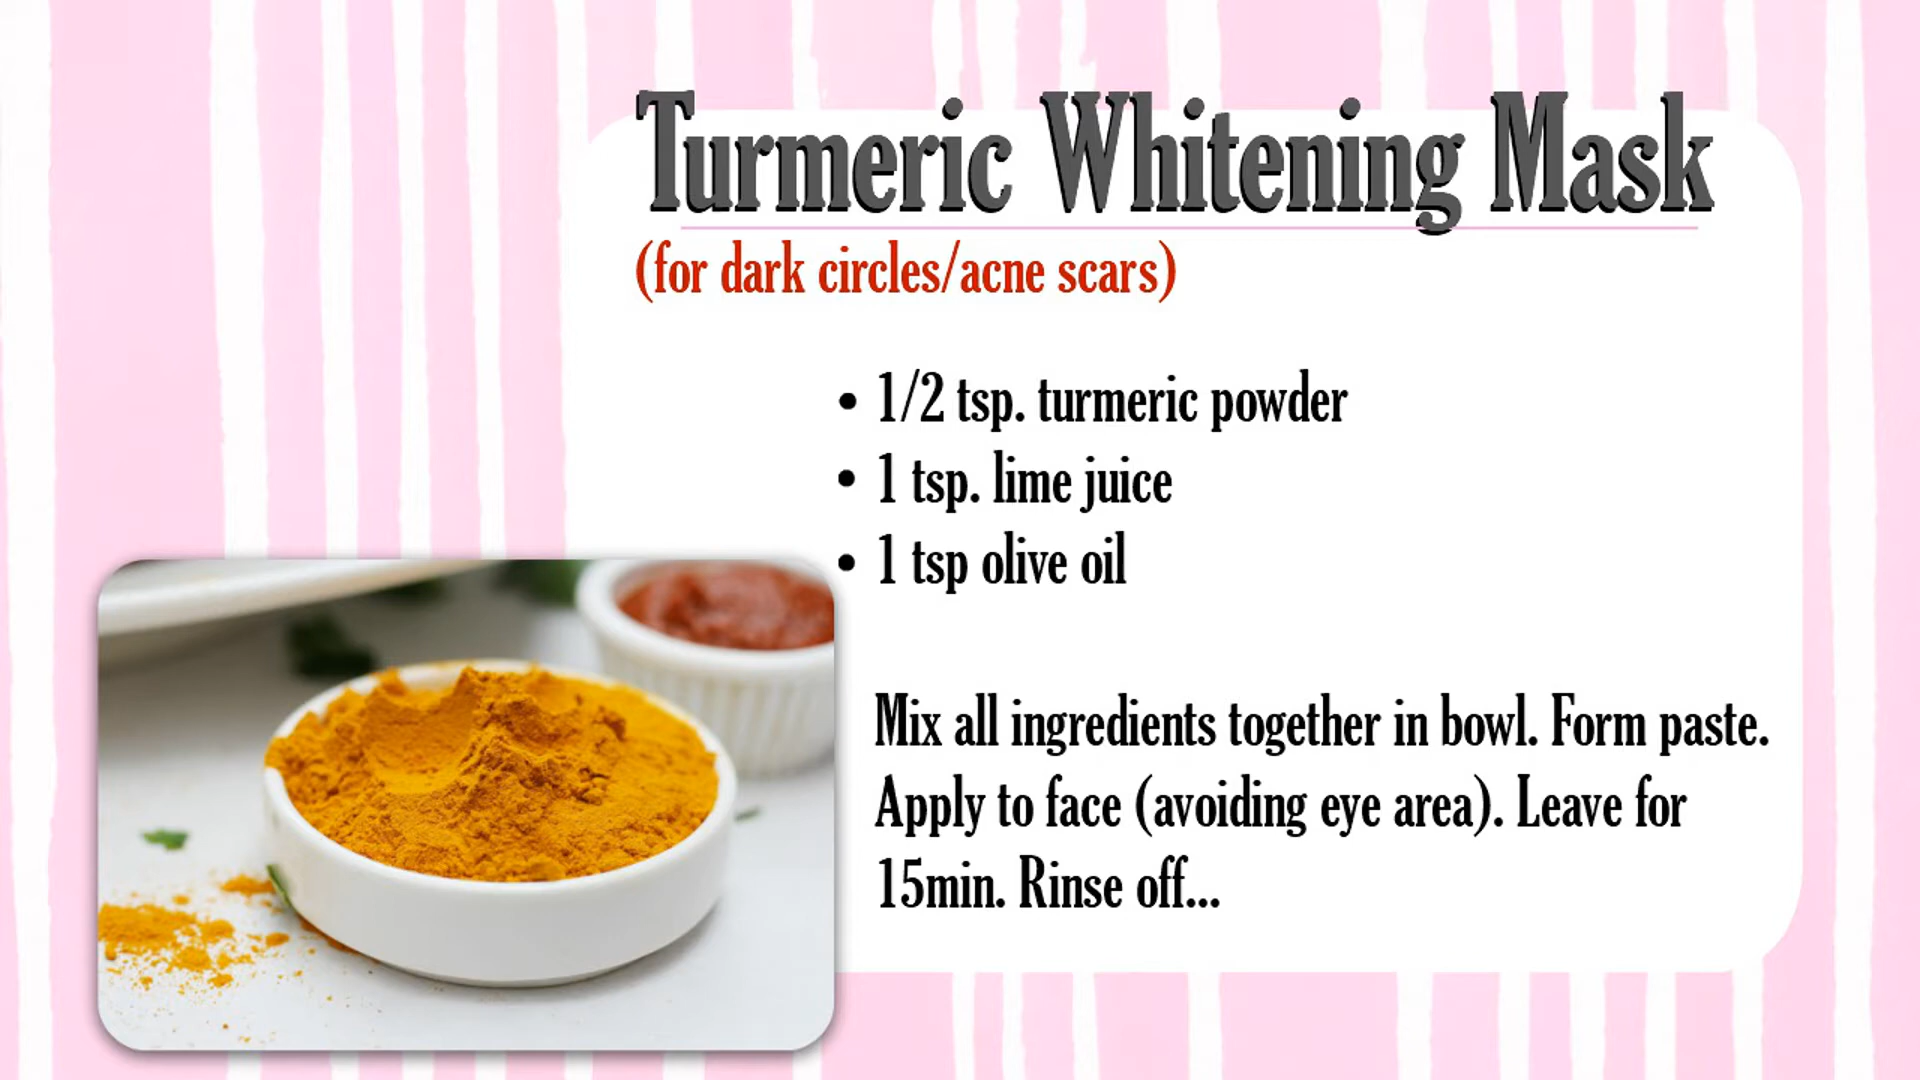 Turmeric Whitening Mask
(for dark circles/acne scars)
• 1/2 tsp. turmeric powder
• 1 tsp. lime juice
• 1 tsp olive oil
Mix all ingredients together in bowl. Form paste.
Apply to face (avoiding eye area). Leave for
15min. Rinse off...